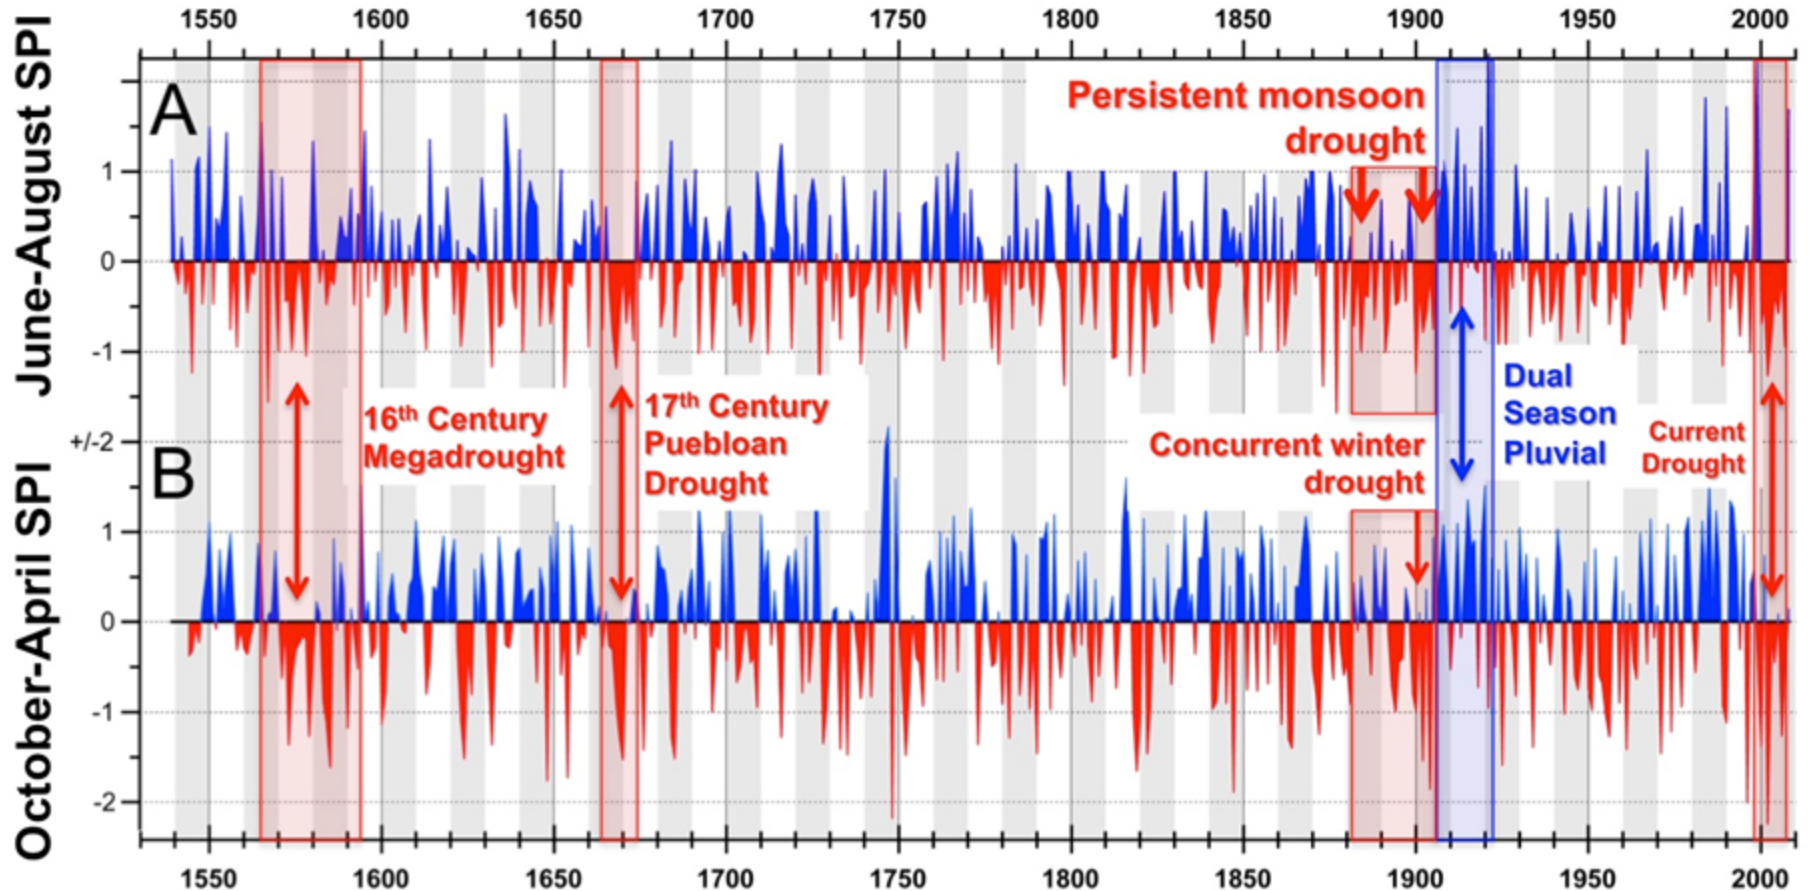 1550 1600 1650 1700 1750 1800 1850 1900 1950 2000
June-August SPI
A
Persistent monsoon
drought
1
0
-1
16th Century
Megadrought
17th Century
Puebloan
Drought
Dual
Season
Pluvial
Current
Drought
+/-2
October-April SPI
B
Concurrent winter
drought
1
0
-1
-2
1550 1600 1650 1700 1750 1800 1850 1900 1950 2000